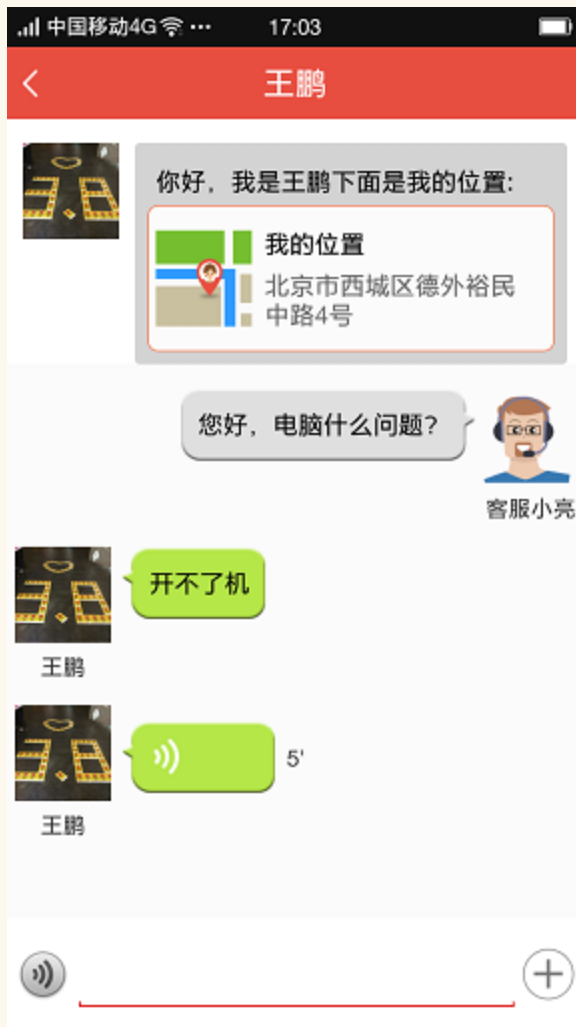 中国移动4G ··· 17:03
王鹏
你好，我是王鹏下面是我的位置:
我的位置
北京市西城区德外裕民
中路4号
您好，电脑什么问题？
客服小亮
开不了机
王鹏
5'
王鹏